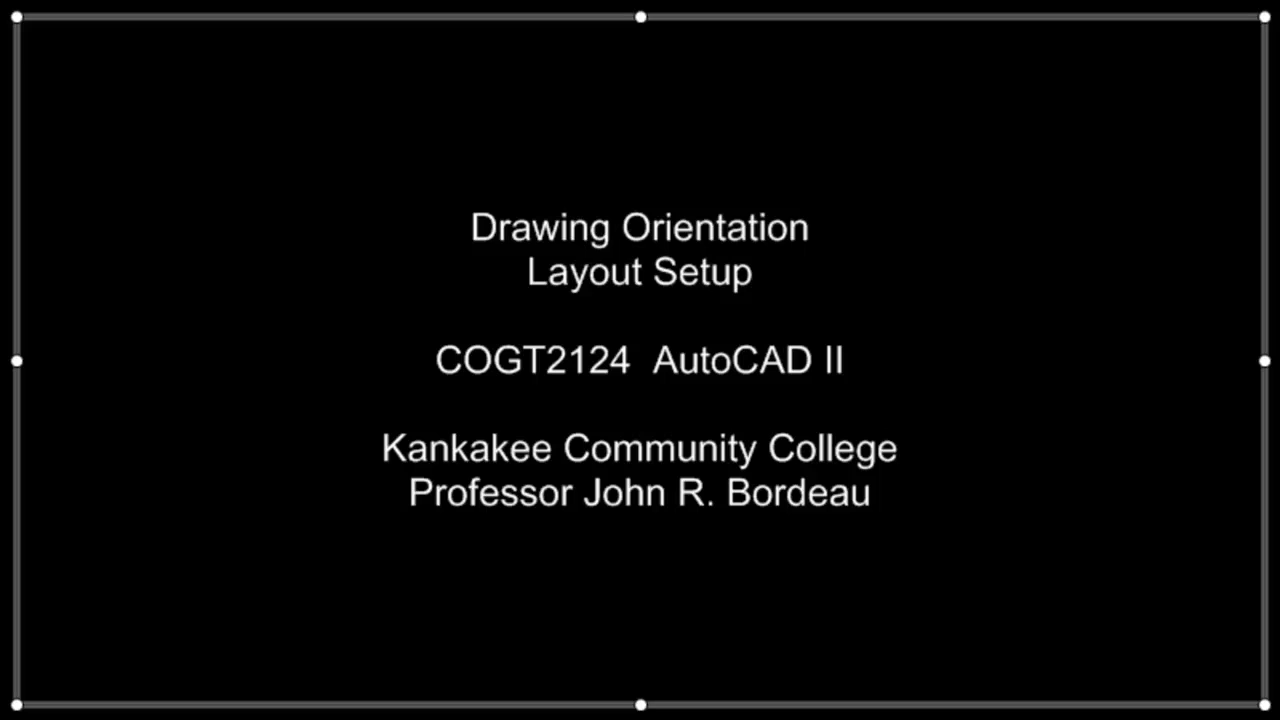 Drawing Orientation
Layout Setup
COGT2124  AutoCAD II
Kankakee Community College
Professor John R. Bordeau